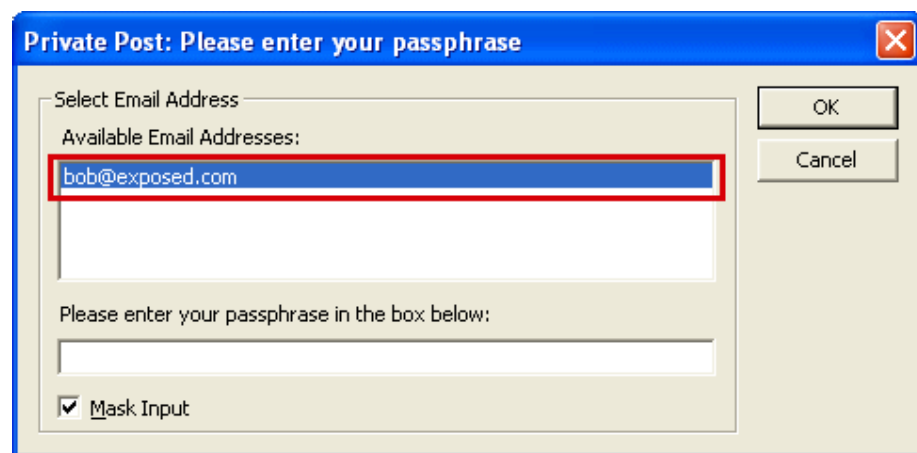 Private Post: Please enter your passphrase
Select Email Address
OK
Available Email Addresses:
Cancel
bob@exposed.com
Please enter your passphrase in the box below:
Mask Input